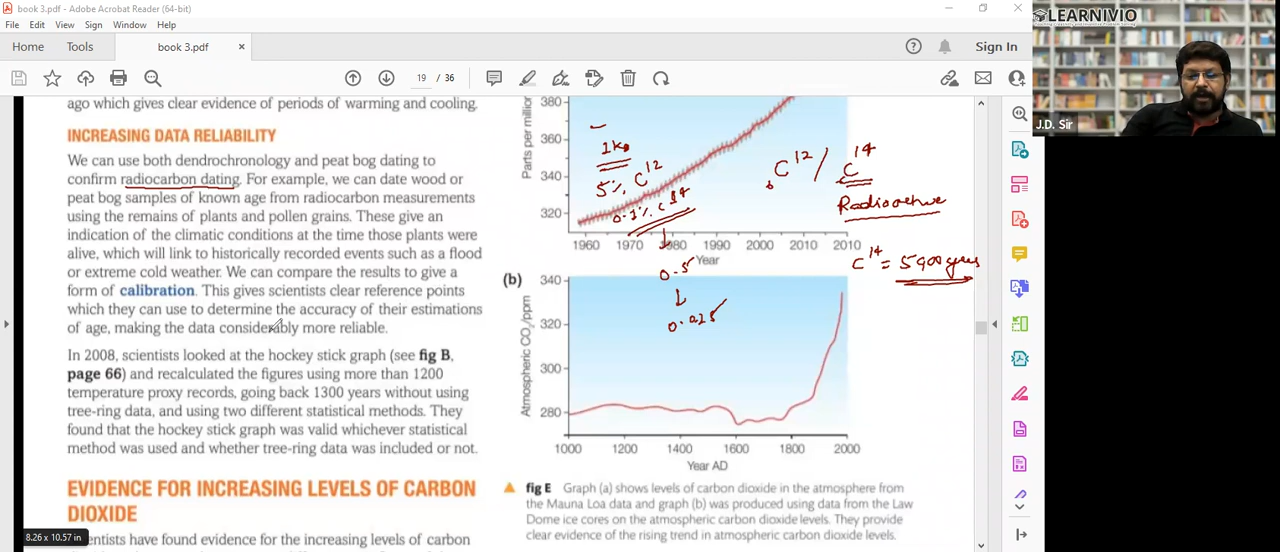 book 3.pdf - Adobe Acrobat Reader (64-bit)
File Edit View Sign Window Help
Home Tools book 3.pdf × Sign In
19 / 36
LEARNIVIO
J.D. Sir
ago which gives clear evidence of periods of warming and cooling.
INCREASING DATA RELIABILITY
We can use both dendrochronology and peat bog dating to
confirm radiocarbon dating. For example, we can date wood or
peat bog samples of known age from radiocarbon measurements
using the remains of plants and pollen grains. These give an
indication of the climatic conditions at the time those plants were
alive, which will link to historically recorded events such as a flood
or extreme cold weather. We can compare the results to give a
form of calibration. This gives scientists clear reference points
which they can use to determine the accuracy of their estimations
of age, making the data considerably more reliable.
In 2008, scientists looked at the hockey stick graph (see fig B,
page 66) and recalculated the figures using more than 1200
temperature proxy records, going back 1300 years without using
tree-ring data, and using two different statistical methods. They
found that the hockey stick graph was valid whichever statistical
method was used and whether tree-ring data was included or not.
EVIDENCE FOR INCREASING LEVELS OF CARBON
DIOXIDE
8.26 x 10.57 in
entists have found evidence for the increasing levels of carbon
Parts per million
380
360
340
320
1960 1970 1980 1990 2000 2010 2010
Year
5% C12
0.1% C14
0.5
0.025
C12 / C14
Radioactive
C14 =
(b)
Atmospheric CO2/ppm
340
320
300
280
1000 1200 1400 1600 1800 2000
Year AD
fig E Graph (a) shows levels of carbon dioxide in the atmosphere from
the Mauna Loa data and graph (b) was produced using data from the Law
Dome ice cores on the atmospheric carbon dioxide levels. They provide
clear evidence of the rising trend in atmospheric carbon dioxide levels.